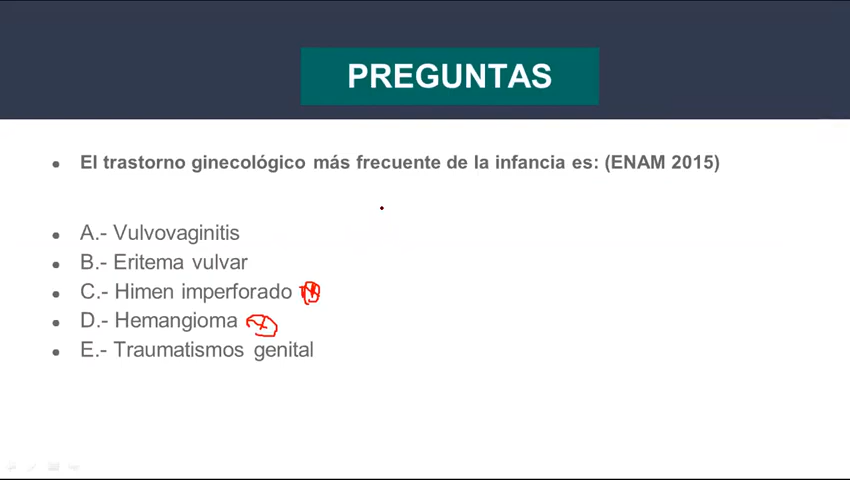 PREGUNTAS
• El trastorno ginecológico más frecuente de la infancia es: (ENAM 2015)
• A.- Vulvovaginitis
• B.- Eritema vulvar
• C.- Himen imperforado
• D.- Hemangioma
• E.- Traumatismos genital